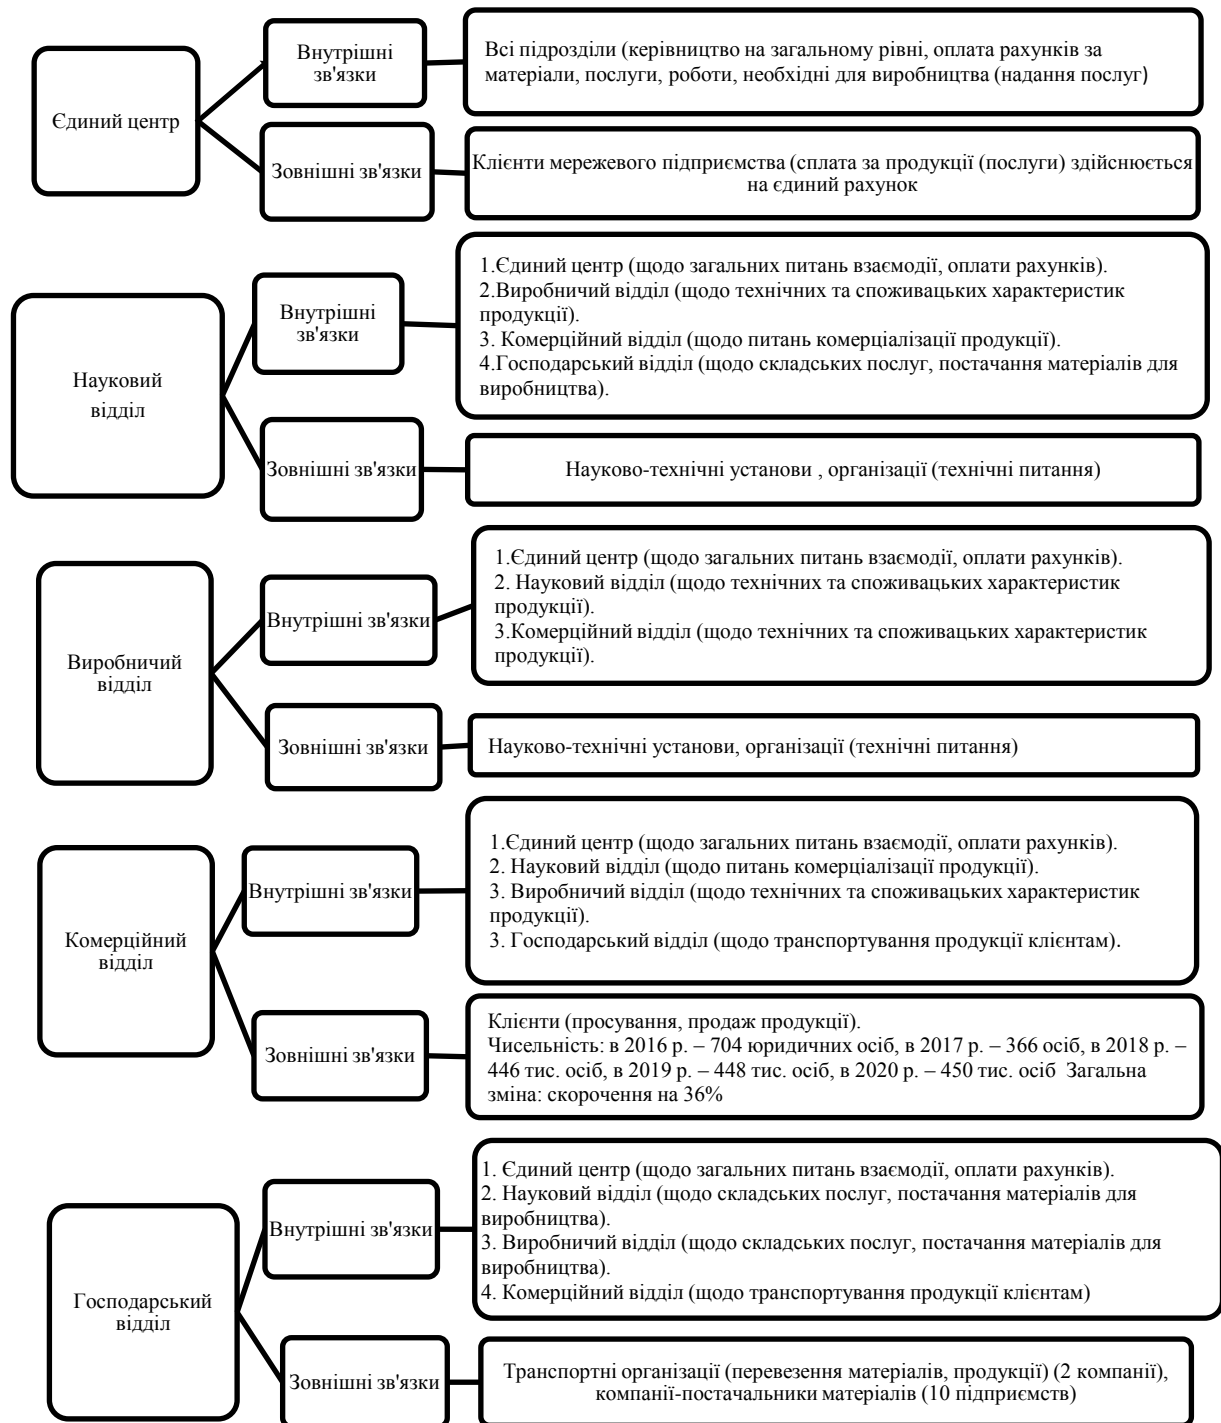 Єдиний центр
Внутрішні
зв'язки
Всі підрозділи (керівництво на загальному рівні, оплата рахунків за
матеріали, послуги, роботи, необхідні для виробництва (надання послуг)
Зовнішні зв'язки
Клієнти мережевого підприємства (сплата за продукції (послуги) здійснюється
на єдиний рахунок
Науковий
відділ
Внутрішні
зв'язки
1.Єдиний центр (щодо загальних питань взаємодії, оплати рахунків).
2.Виробничий відділ (щодо технічних та споживацьких характеристик
продукції).
3. Комерційний відділ (щодо питань комерціалізації продукції).
4.Господарський відділ (щодо складських послуг, постачання матеріалів для
виробництва).
Зовнішні зв'язки
Науково-технічні установи , організації (технічні питання)
Виробничий
відділ
Внутрішні зв'язки
1.Єдиний центр (щодо загальних питань взаємодії, оплати рахунків).
2. Науковий відділ (щодо технічних та споживацьких характеристик
продукції).
3.Комерційний відділ (щодо технічних та споживацьких характеристик
продукції).
Зовнішні зв'язки
Науково-технічні установи, організації (технічні питання)
Комерційний
відділ
Внутрішні зв'язки
1.Єдиний центр (щодо загальних питань взаємодії, оплати рахунків).
2. Науковий відділ (щодо питань комерціалізації продукції).
3. Виробничий відділ (щодо технічних та споживацьких характеристик
продукції).
3. Господарський відділ (щодо транспортування продукції клієнтам).
Зовнішні зв'язки
Клієнти (просування, продаж продукції).
Чисельність: в 2016 р. – 704 юридичних осіб, в 2017 р. – 366 осіб, в 2018 р. –
446 тис. осіб, в 2019 р. – 448 тис. осіб, в 2020 р. – 450 тис. осіб Загальна
зміна: скорочення на 36%
Господарський
відділ
Внутрішні зв'язки
1. Єдиний центр (щодо загальних питань взаємодії, оплати рахунків).
2. Науковий відділ (щодо складських послуг, постачання матеріалів для
виробництва).
3. Виробничий відділ (щодо складських послуг, постачання матеріалів для
виробництва).
4. Комерційний відділ (щодо транспортування продукції клієнтам)
Зовнішні зв'язки
Транспортні організації (перевезення матеріалів, продукції) (2 компанії),
компанії-постачальники матеріалів (10 підприємств)